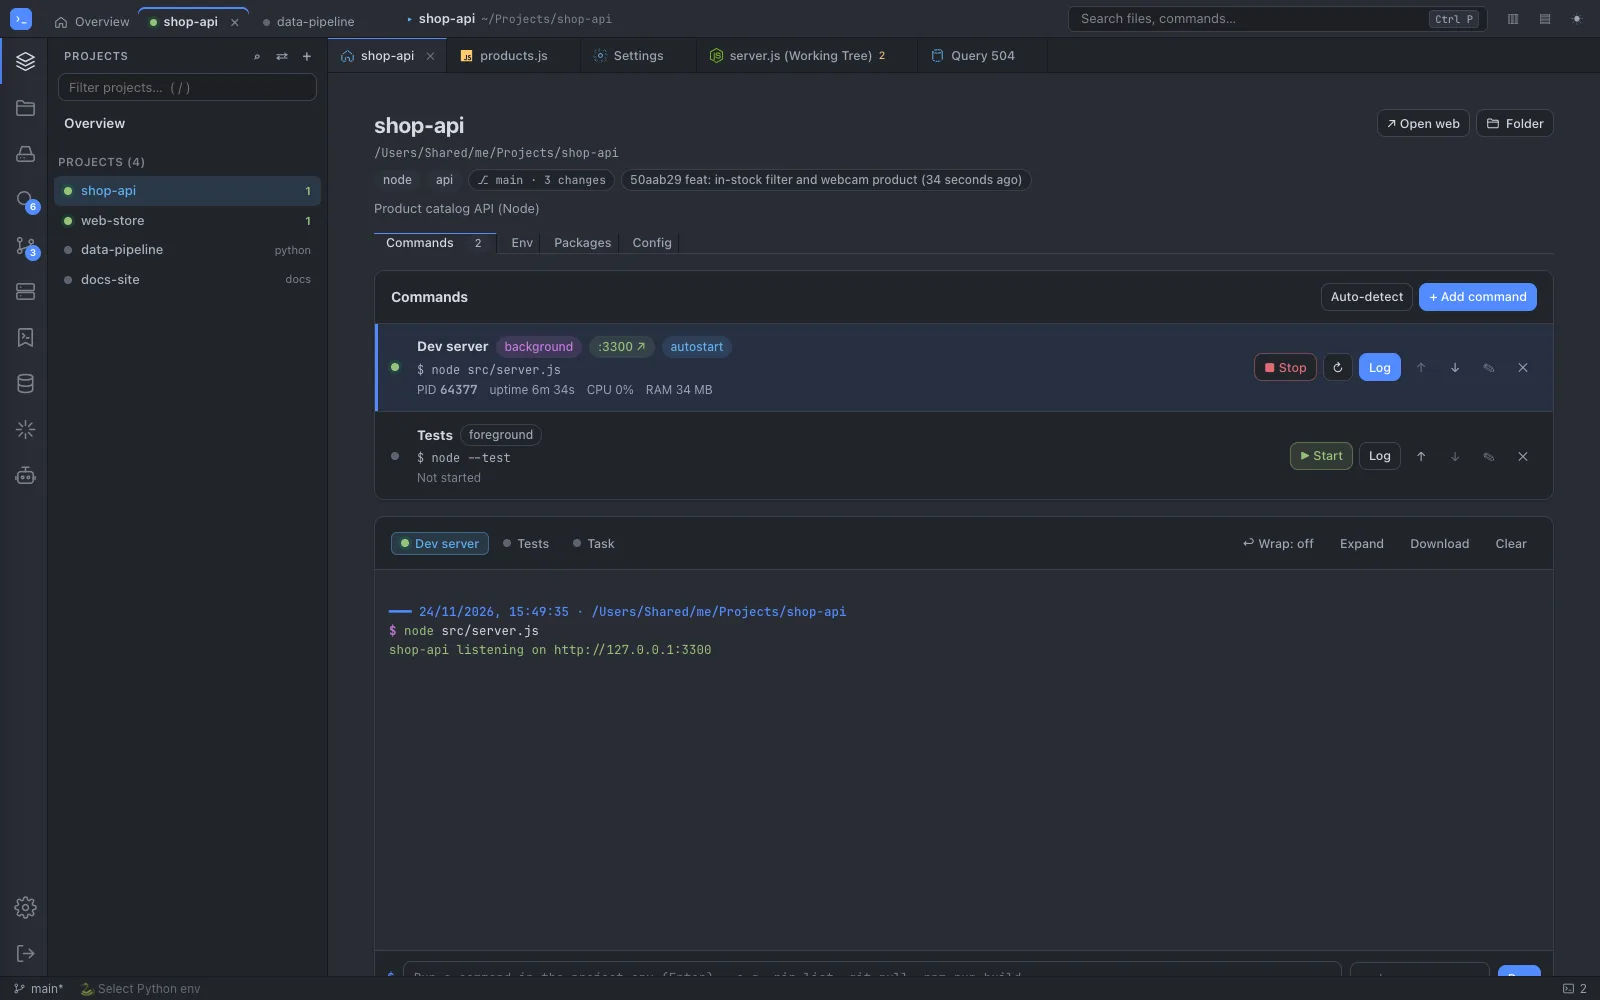 Overview
shop-api
data-pipeline
shop-api ~/Projects/shop-api
Search files, commands...
Ctrl P
PROJECTS
Filter projects... ( / )
Overview
PROJECTS (4)
shop-api 1
web-store 1
data-pipeline python
docs-site docs
6
3
shop-api
products.js
Settings
server.js (Working Tree) 2
Query 504
shop-api
Open web
Folder
/Users/Shared/me/Projects/shop-api
node
api
main · 3 changes
50aab29 feat: in-stock filter and webcam product (34 seconds ago)
Product catalog API (Node)
Commands 2
Env
Packages
Config
Commands
Auto-detect
+ Add command
Dev server background :3300 ↗ autostart
$ node src/server.js
PID 64377 uptime 6m 34s CPU 0% RAM 34 MB
Stop
Log
Tests foreground
$ node --test
Not started
Start
Log
Dev server
Tests
Task
Wrap: off
Expand
Download
Clear
24/11/2026, 15:49:35 · /Users/Shared/me/Projects/shop-api
$ node src/server.js
shop-api listening on http://127.0.0.1:3300
main*
Select Python env
2